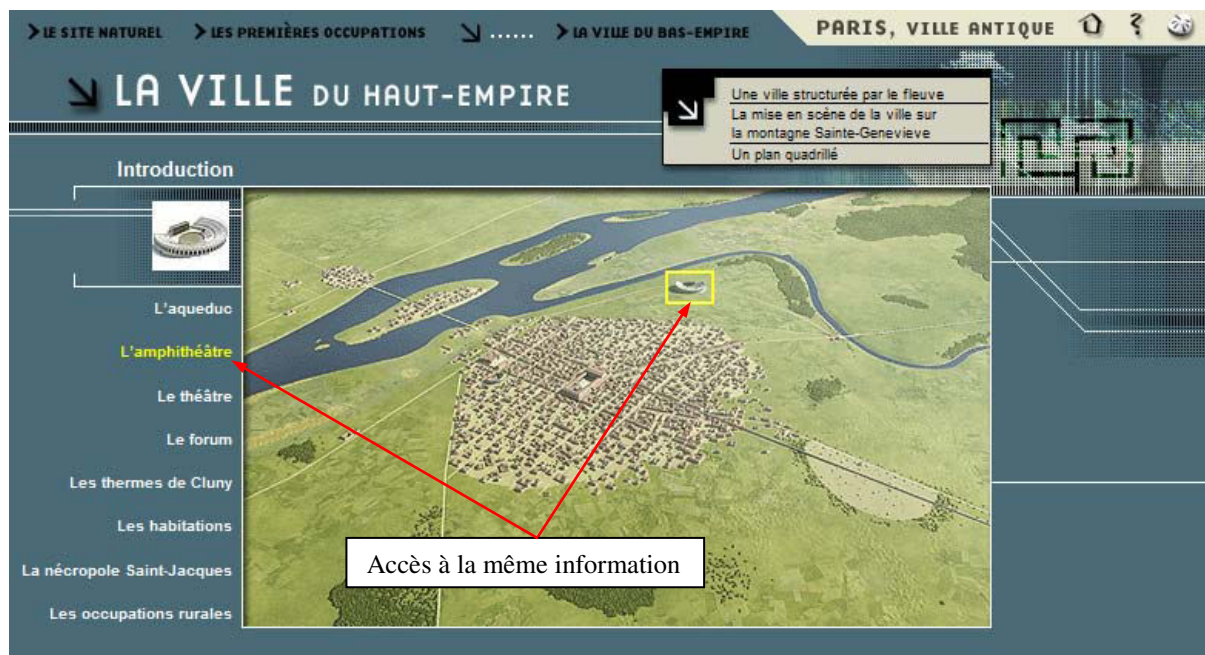 LE SITE NATUREL
LES PREMIÈRES OCCUPATIONS
......
LA VILLE DU BAS-EMPIRE
PARIS, VILLE ANTIQUE
?
LA VILLE DU HAUT-EMPIRE
Une ville structurée par le fleuve
La mise en scène de la ville sur
la montagne Sainte-Genevieve
Un plan quadrillé
Introduction
L'aqueduc
L'amphithéâtre
Le théâtre
Le forum
Les thermes de Cluny
Les habitations
La nécropole Saint-Jacques
Les occupations rurales
Accès à la même information